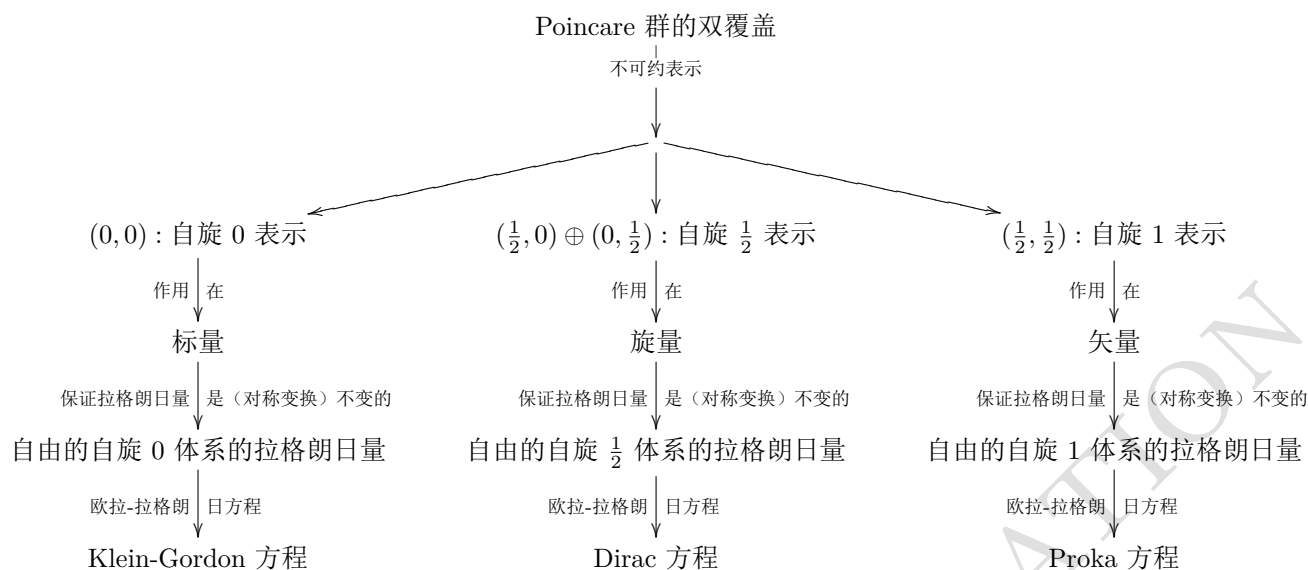 Poincare 群的双覆盖
不可约表示
(0, 0) : 自旋 0 表示
(1/2, 0) ⊕ (0, 1/2) : 自旋 1/2 表示
(1/2, 1/2) : 自旋 1 表示
作用 在
作用 在
作用 在
标量
旋量
矢量
保证拉格朗日量 是（对称变换）不变的
保证拉格朗日量 是（对称变换）不变的
保证拉格朗日量 是（对称变换）不变的
自由的自旋 0 体系的拉格朗日量
自由的自旋 1/2 体系的拉格朗日量
自由的自旋 1 体系的拉格朗日量
欧拉-拉格朗 日方程
欧拉-拉格朗 日方程
欧拉-拉格朗 日方程
Klein-Gordon 方程
Dirac 方程
Proka 方程
ATION